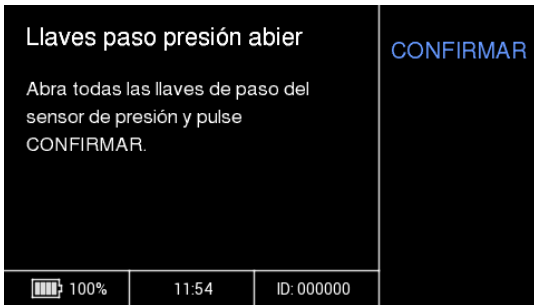 Llaves paso presión abier
CONFIRMAR
Abra todas las llaves de paso del
sensor de presión y pulse
CONFIRMAR.
100%
11:54
ID: 000000